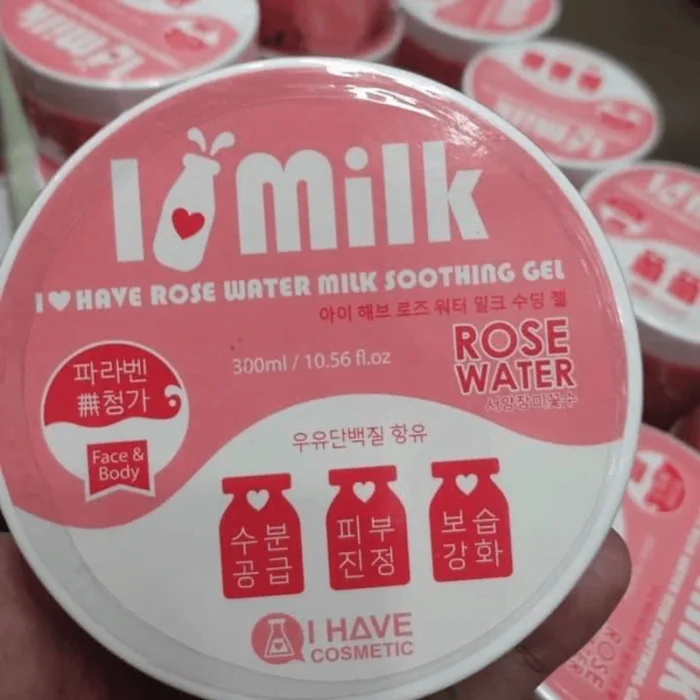 I Milk
I HAVE ROSE WATER MILK SOOTHING GEL
아이 해브 로즈 워터 밀크 수딩 젤
300ml / 10.56 fl.oz
ROSE
WATER
서양장미꽃수
파라벤
無첨가
Face &
Body
우유단백질 함유
수분
공급
피부
진정
보습
강화
I HAVE
COSMETIC